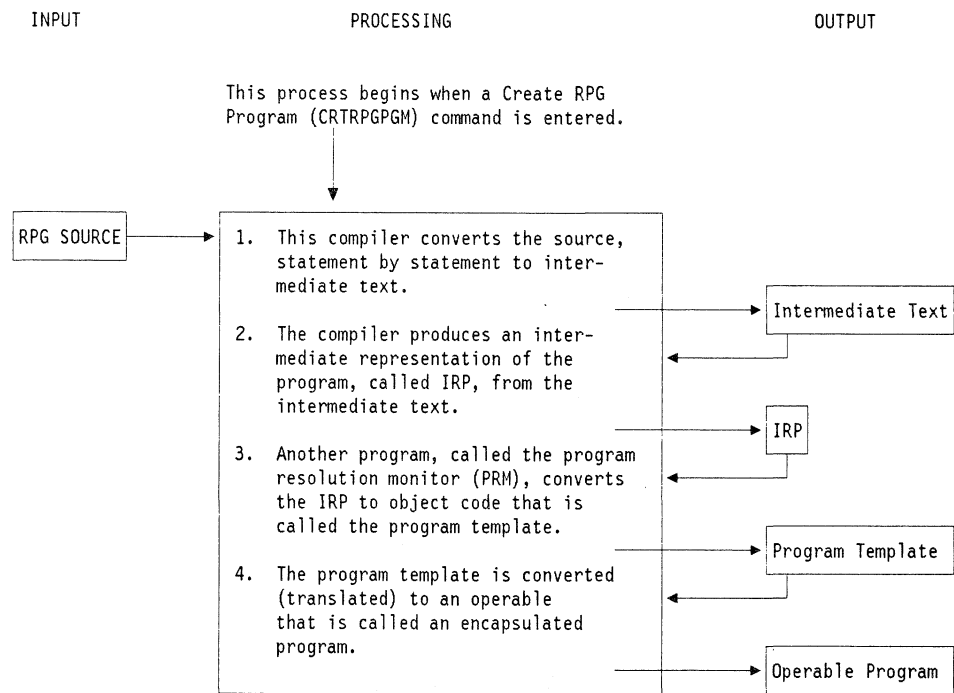 INPUT PROCESSING OUTPUT
This process begins when a Create RPG
Program (CRTRPGPGM) command is entered.
RPG SOURCE
1. This compiler converts the source,
statement by statement to inter-
mediate text.
Intermediate Text
2. The compiler produces an inter-
mediate representation of the
program, called IRP, from the
intermediate text.
IRP
3. Another program, called the program
resolution monitor (PRM), converts
the IRP to object code that is
called the program template.
Program Template
4. The program template is converted
(translated) to an operable
that is called an encapsulated
program.
Operable Program